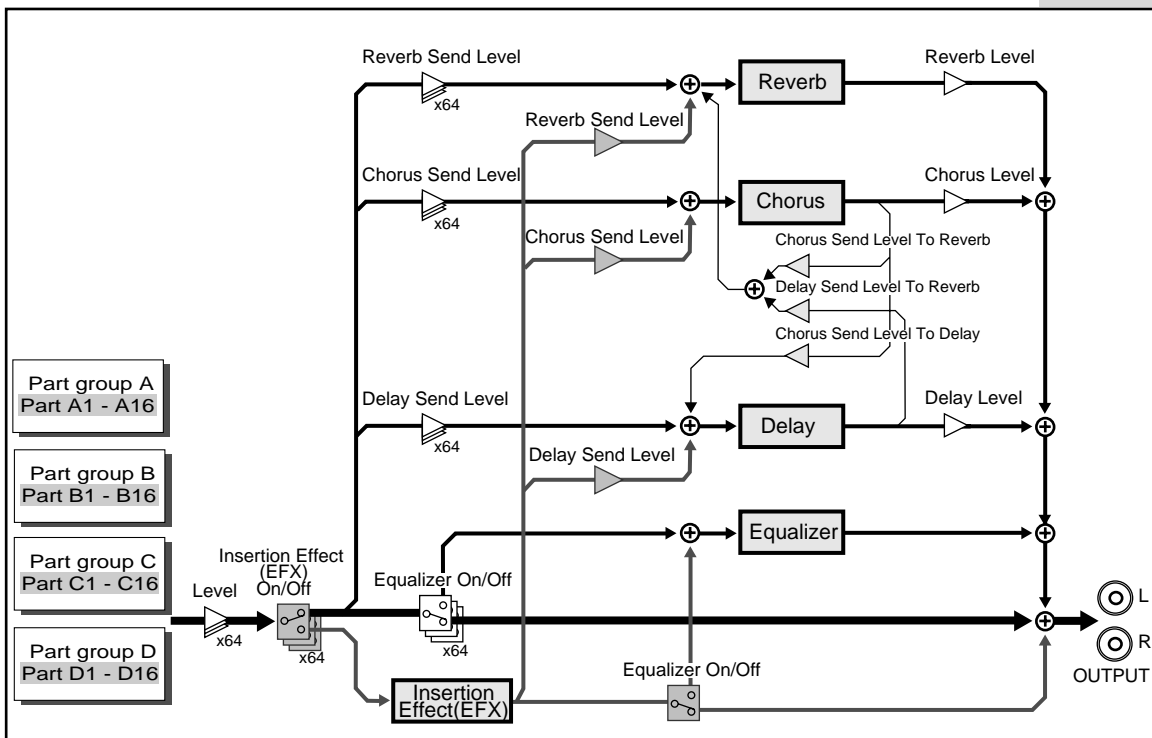 Reverb Send Level
x64
Reverb
Reverb Level
Reverb Send Level
Chorus Send Level
x64
Chorus
Chorus Level
Chorus Send Level
Chorus Send Level To Reverb
Delay Send Level To Reverb
Chorus Send Level To Delay
Part group A
Part A1 - A16
Delay Send Level
x64
Delay
Delay Level
Delay Send Level
Part group B
Part B1 - B16
Equalizer
Part group C
Part C1 - C16
Level
x64
Insertion Effect
(EFX)
On/Off
x64
Equalizer On/Off
x64
Part group D
Part D1 - D16
Insertion
Effect(EFX)
Equalizer On/Off
L
R
OUTPUT